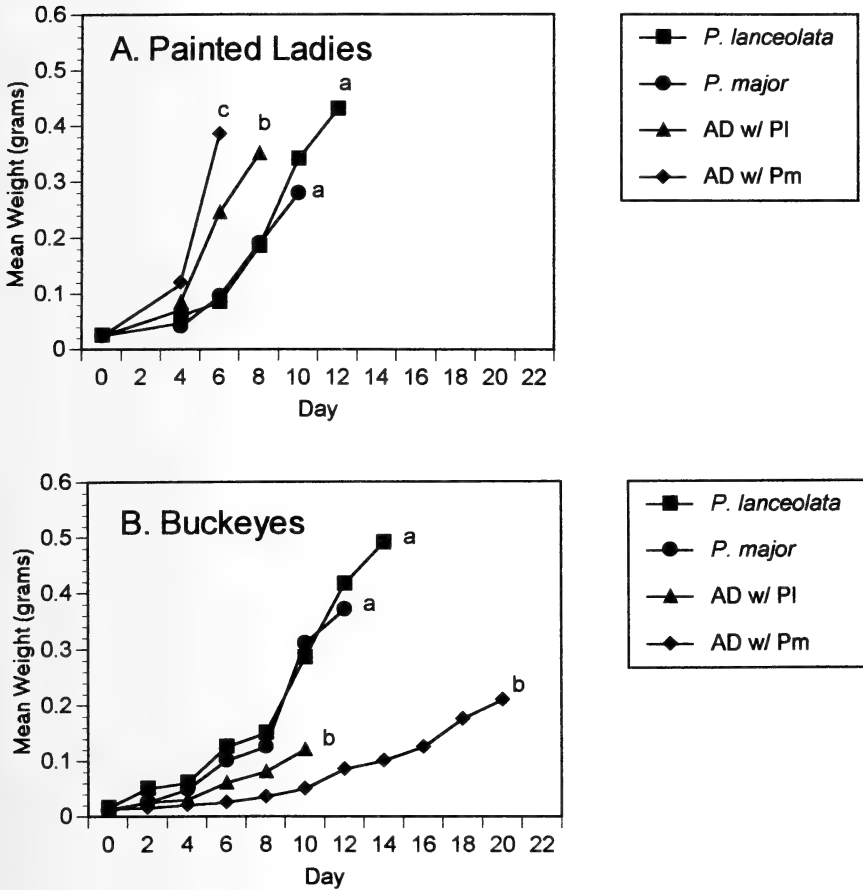 A. Painted Ladies
Mean Weight (grams)
0.6
0.5
0.4
0.3
0.2
0.1
0
c
b
a
a
0 2 4 6 8 10 12 14 16 18 20 22
Day
P. lanceolata
P. major
AD w/ Pl
AD w/ Pm
B. Buckeyes
Mean Weight (grams)
0.6
0.5
0.4
0.3
0.2
0.1
0
a
a
b
b
0 2 4 6 8 10 12 14 16 18 20 22
Day
P. lanceolata
P. major
AD w/ Pl
AD w/ Pm